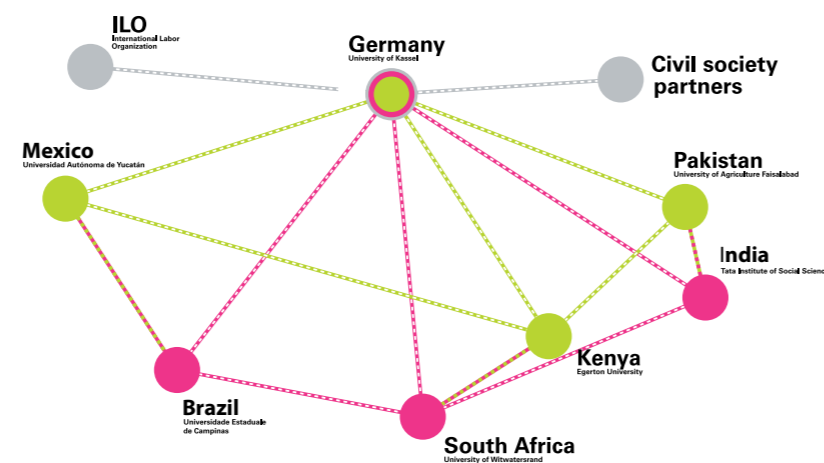 ILO
International Labor
Organization
Germany
University of Kassel
Civil society
partners
Mexico
Universidad Autónoma de Yucatán
Pakistan
University of Agriculture Faisalabad
India
Tata Institute of Social Scienc
Kenya
Egerton University
Brazil
Universidade Estaduale
de Campinas
South Africa
University of Witwatersrand